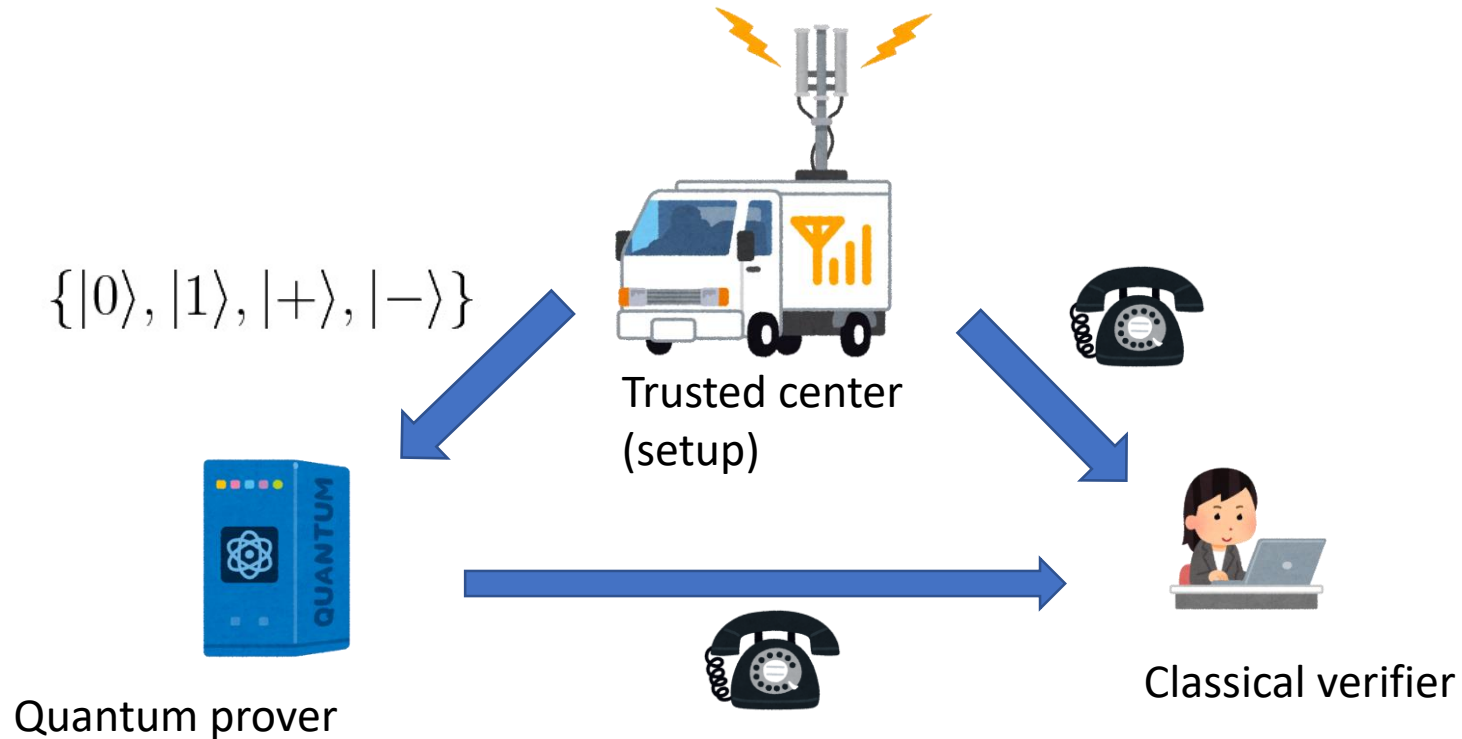 {|0⟩, |1⟩, |+⟩, |−⟩}
Trusted center
(setup)
QUANTUM
Quantum prover
Classical verifier